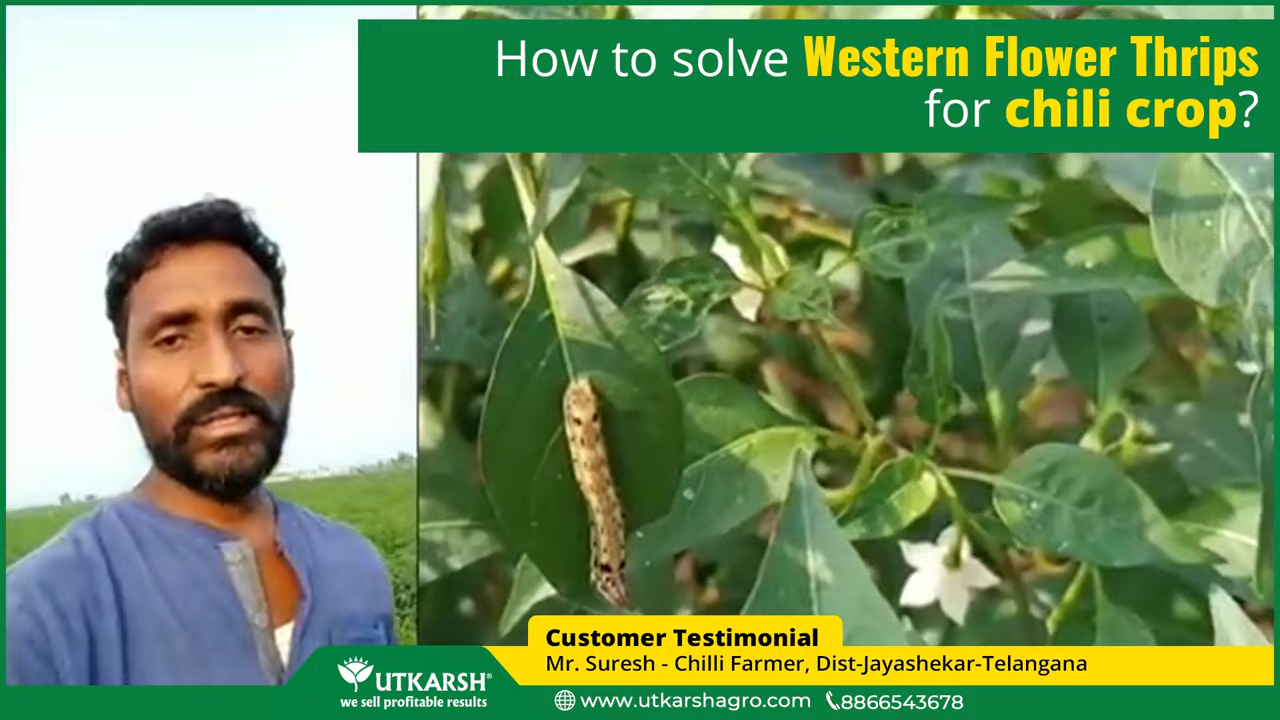 How to solve Western Flower Thrips
for chili crop?
Customer Testimonial
Mr. Suresh - Chilli Farmer, Dist-Jayashekar-Telangana
UTKARSH®
we sell profitable results
www.utkarshagro.com 8866543678